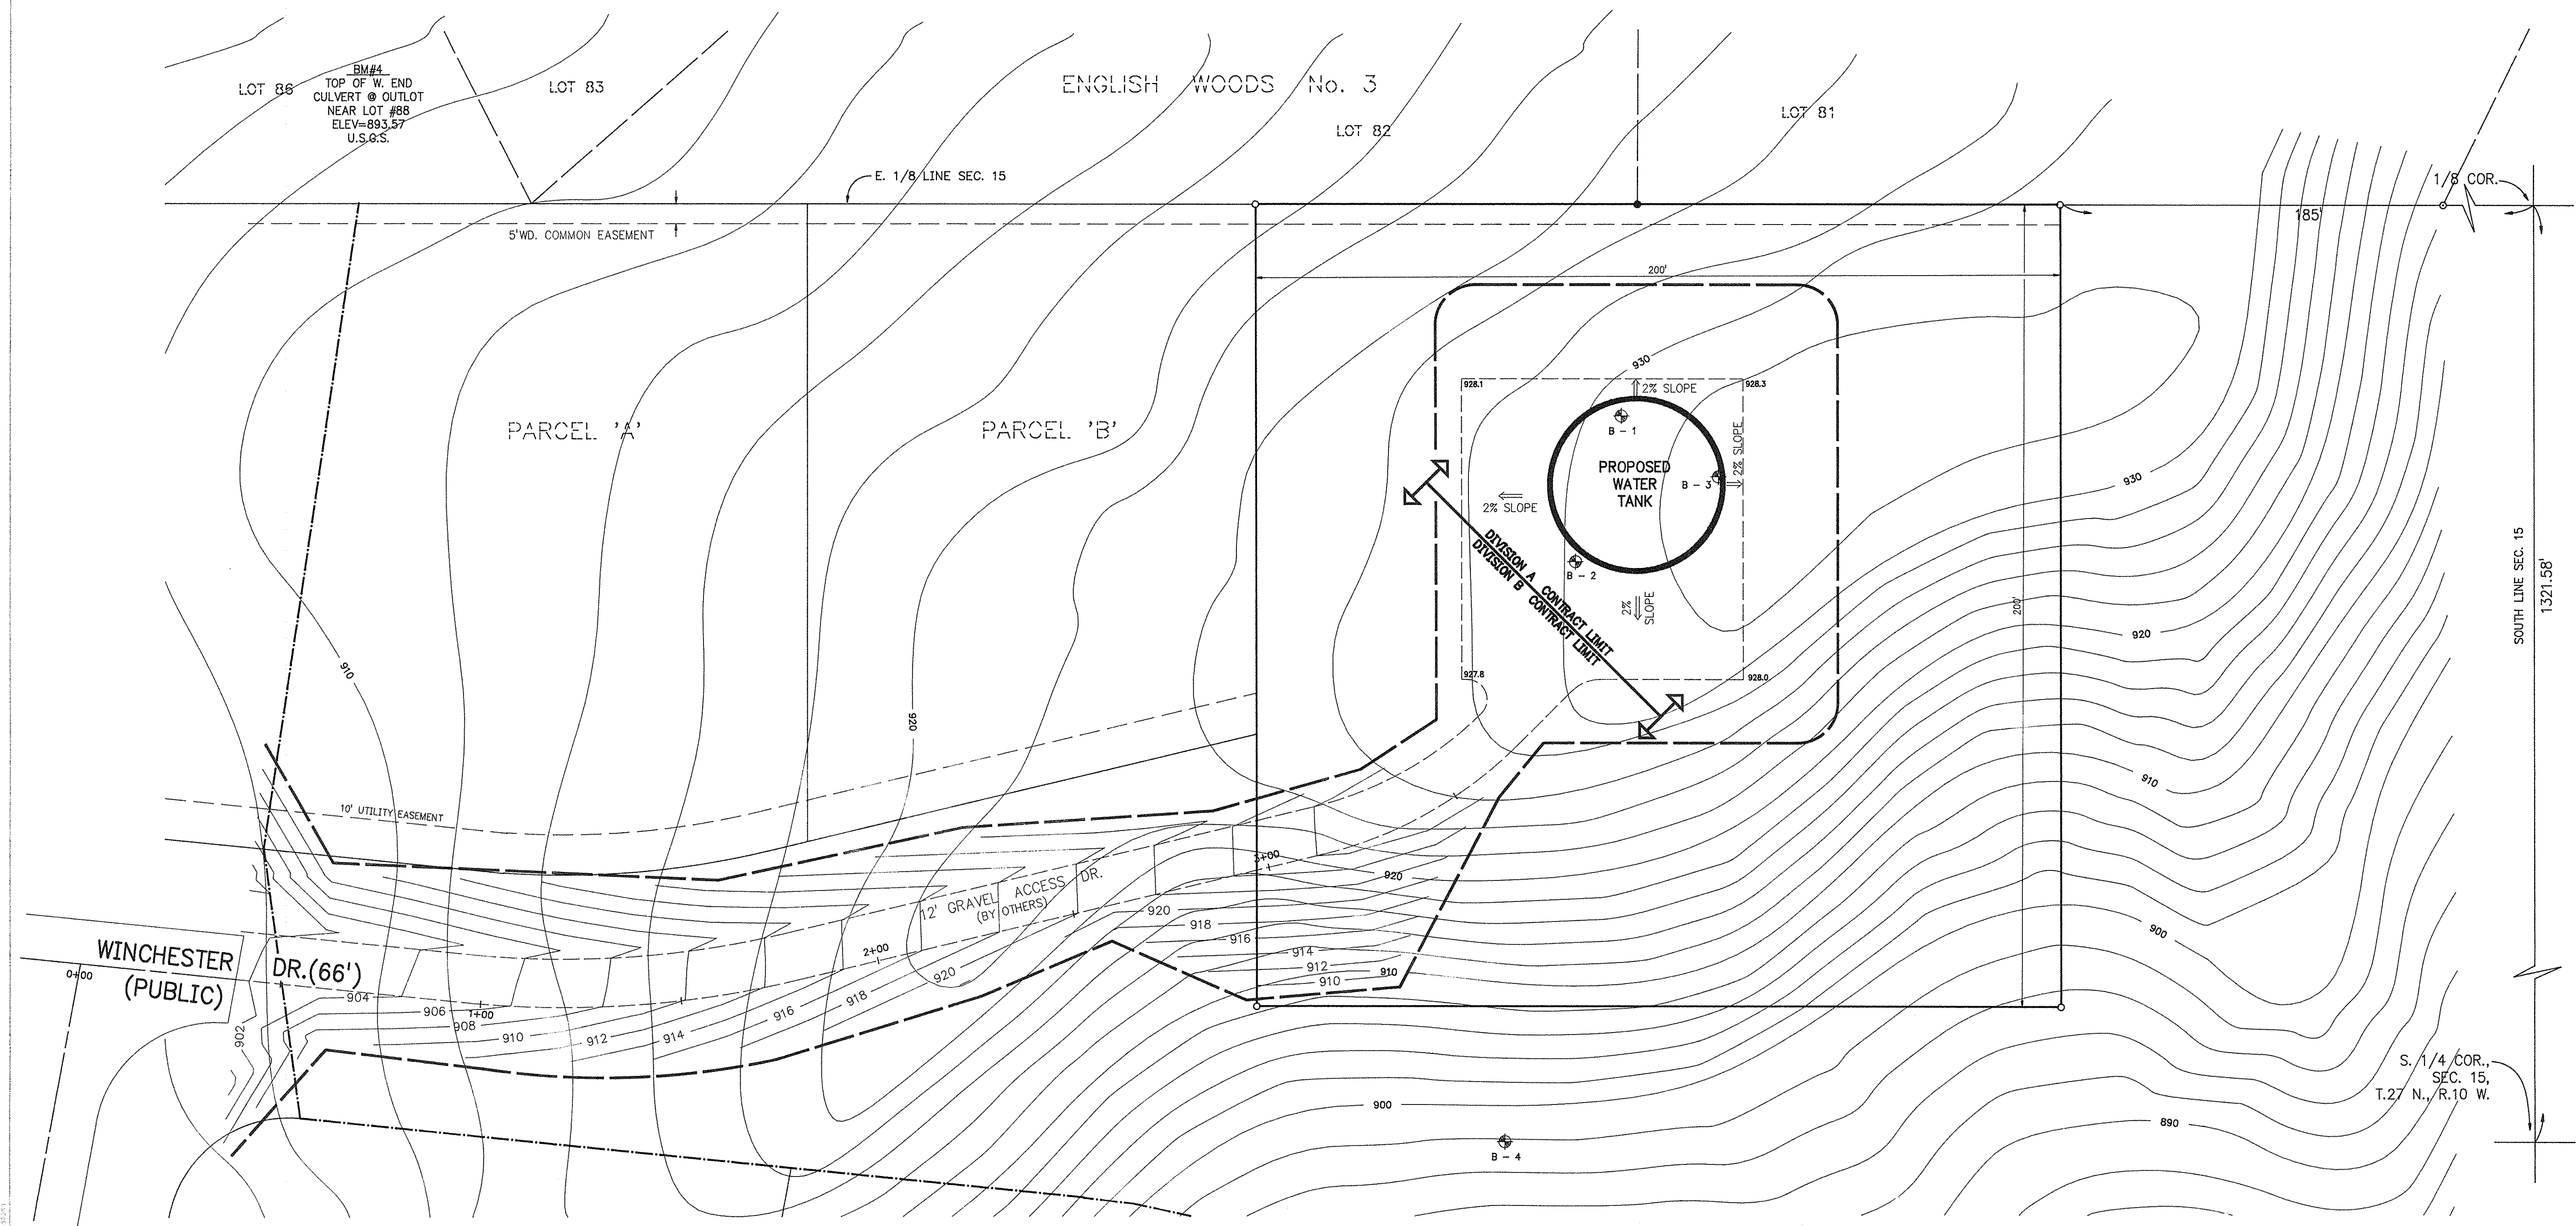 BM#4
TOP OF W. END
CULVERT @ OUTLOT
NEAR LOT #88
ELEV=893.57
U.S.G.S.
LOT 86
LOT 83
ENGLISH WOODS No. 3
LOT 82
LOT 81
E. 1/8 LINE SEC. 15
1/8 COR.
185'
5'WD. COMMON EASEMENT
200'
930
928.1
2% SLOPE
928.3
PARCEL 'A'
PARCEL 'B'
B - 1
2% SLOPE
PROPOSED
WATER
TANK
B - 3
930
2% SLOPE
B - 2
DIVISION A CONTRACT LIMIT
DIVISION B CONTRACT LIMIT
2%
SLOPE
200'
SOUTH LINE SEC. 15
1321.58'
920
910
927.8
928.0
920
910
10' UTILITY EASEMENT
3+00
920
12' GRAVEL ACCESS DR.
(BY OTHERS)
920
918
916
914
912
910
910
900
WINCHESTER DR.(66')
(PUBLIC)
0+00
2+00
920
918
916
914
912
910
908
906
904
902
1+00
S. 1/4 COR.,
SEC. 15,
T.27 N., R.10 W.
900
890
B - 4